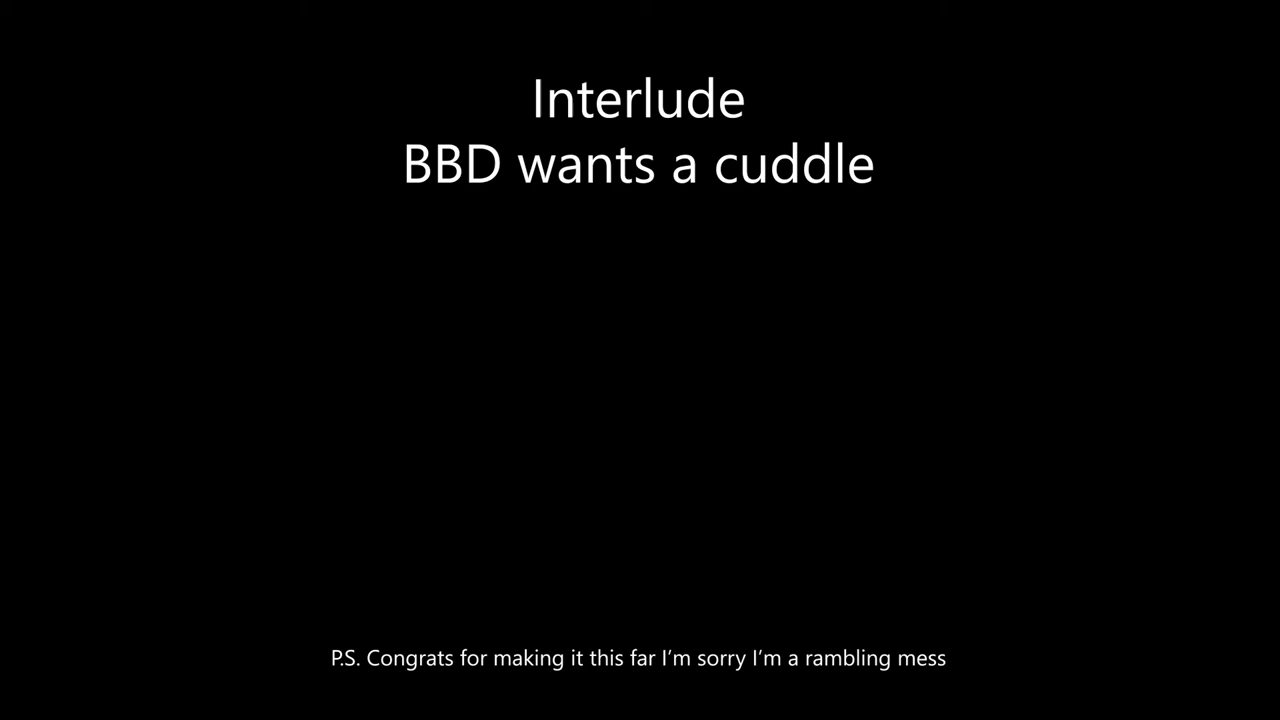 Interlude
BBD wants a cuddle
P.S. Congrats for making it this far I’m sorry I’m a rambling mess